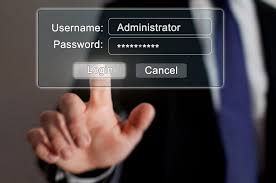 Username: Administrator
Password: **********
Login Cancel